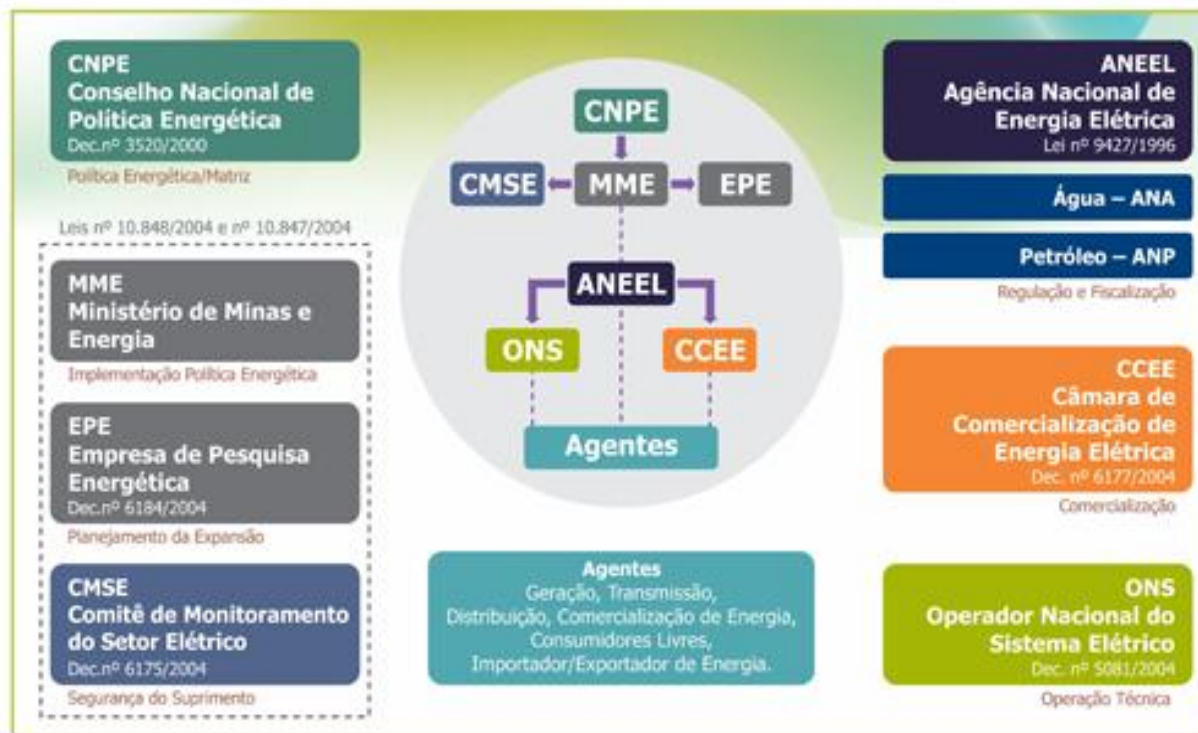 CNPE
Conselho Nacional de
Política Energética
Dec.nº 3520/2000
Política Energética/Matriz
Leis nº 10.848/2004 e nº 10.847/2004
MME
Ministério de Minas e
Energia
Implementação Política Energética
EPE
Empresa de Pesquisa
Energética
Dec.nº 6184/2004
Planejamento da Expansão
CMSE
Comitê de Monitoramento
do Setor Elétrico
Dec.nº 6175/2004
Segurança do Suprimento
CNPE
CMSE
MME
EPE
ANEEL
ONS
CCEE
Agentes
Agentes
Geração, Transmissão,
Distribuição, Comercialização de Energia,
Consumidores Livres,
Importador/Exportador de Energia.
ANEEL
Agência Nacional de
Energia Elétrica
Lei nº 9427/1996
Água – ANA
Petróleo – ANP
Regulação e Fiscalização
CCEE
Câmara de
Comercialização de
Energia Elétrica
Dec. nº 6177/2004
Comercialização
ONS
Operador Nacional do
Sistema Elétrico
Dec. nº 5081/2004
Operação Técnica